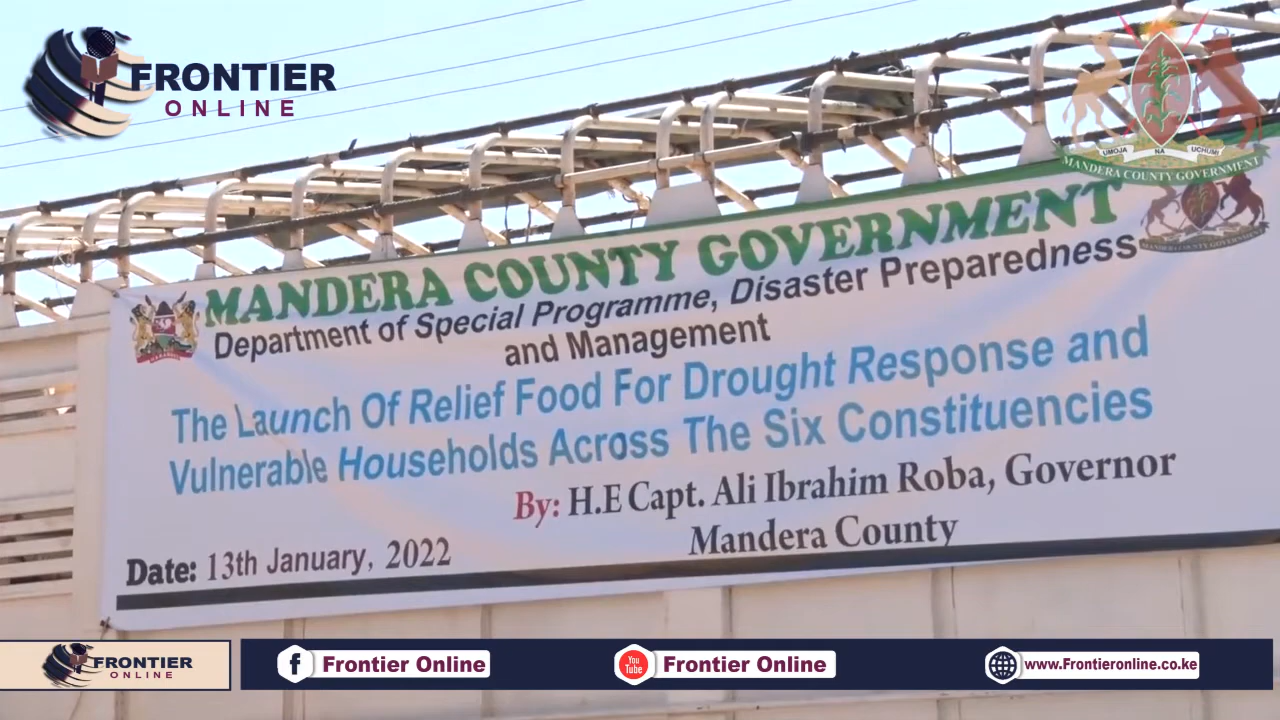 FRONTIER
ONLINE
UMOJA NA UCHUMI
MANDERA COUNTY GOVERNMENT
MANDERA COUNTY GOVERNMENT
Department of Special Programme, Disaster Preparedness
and Management
The Launch Of Relief Food For Drought Response and
Vulnerable Households Across The Six Constituencies
By: H.E Capt. Ali Ibrahim Roba, Governor
Mandera County
Date: 13th January, 2022
FRONTIER
ONLINE
Frontier Online
You
Tube
Frontier Online
www.Frontieronline.co.ke